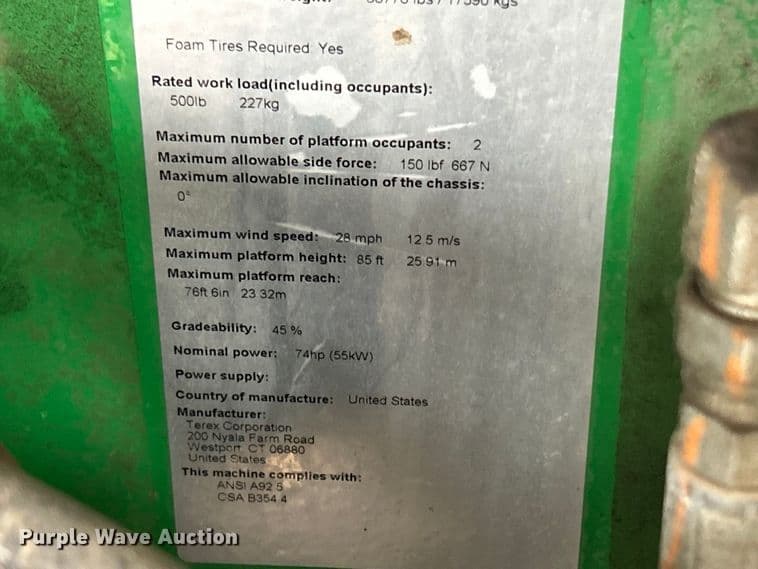 Foam Tires Required: Yes
Rated work load(including occupants):
500lb 227kg
Maximum number of platform occupants: 2
Maximum allowable side force: 150 lbf 667 N
Maximum allowable inclination of the chassis:
0°
Maximum wind speed: 28 mph 12.5 m/s
Maximum platform height: 85 ft 25.91 m
Maximum platform reach:
76ft 6in 23.32m
Gradeability: 45 %
Nominal power: 74hp (55kW)
Power supply:
Country of manufacture: United States
Manufacturer:
Terex Corporation
200 Nyala Farm Road
Westport, CT 06880
United States
This machine complies with:
ANSI A92.5
CSA B354.4
Purple Wave Auction